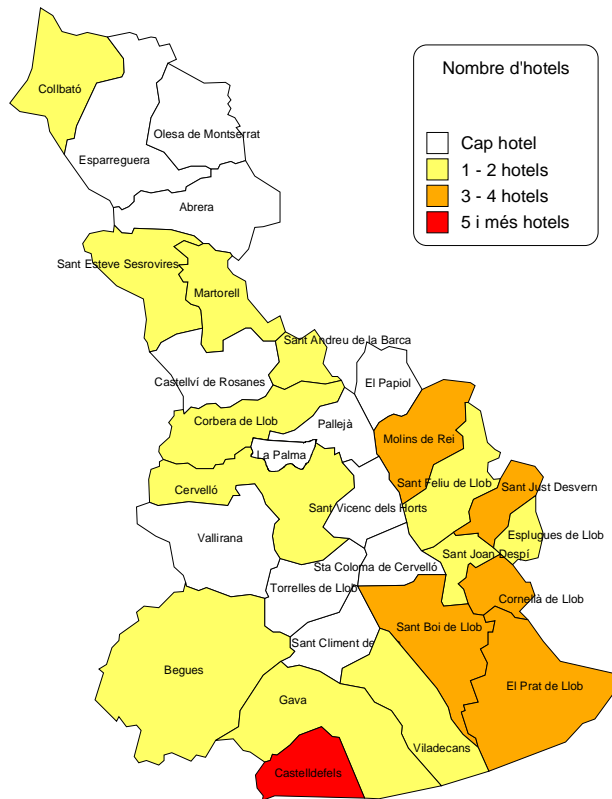 Nombre d'hotels
Cap hotel
1 - 2 hotels
3 - 4 hotels
5 i més hotels
Collbató
Olesa de Montserrat
Esparreguera
Abrera
Sant Esteve Sesrovires
Martorell
Sant Andreu de la Barca
Castellví de Rosanes
El Papiol
Corbera de Llob
Pallejà
Molins de Rei
La Palma
Cervelló
Sant Feliu de Llob
Sant Just Desvern
Sant Vicenc dels Horts
Esplugues de Llob
Vallirana
Sant Joan Despí
Sta Coloma de Cervelló
Torrelles de Llob
Cornellà de Llob
Sant Boi de Llob
Sant Climent de
Begues
El Prat de Llob
Gava
Viladecans
Castelldefels